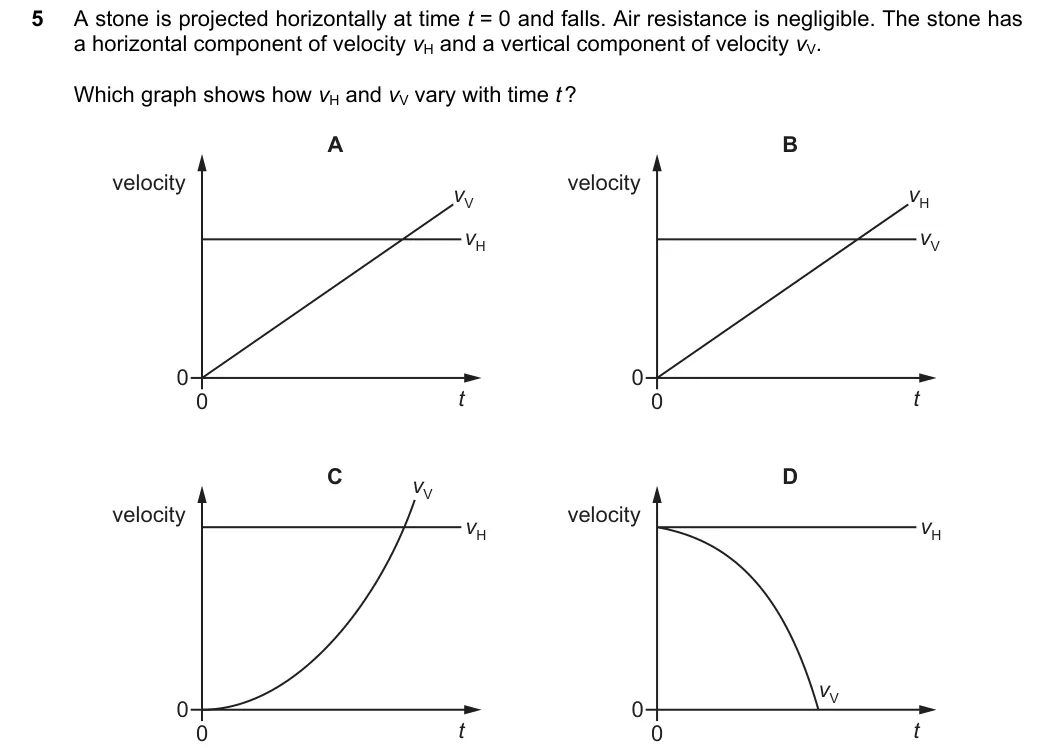 5 A stone is projected horizontally at time t = 0 and falls. Air resistance is negligible. The stone has
a horizontal component of velocity vH and a vertical component of velocity vV.
Which graph shows how vH and vV vary with time t?
A
velocity
vV
vH
0
0
t
B
velocity
vH
vV
0
0
t
C
velocity
vV
vH
0
0
t
D
velocity
vH
vV
0
0
t